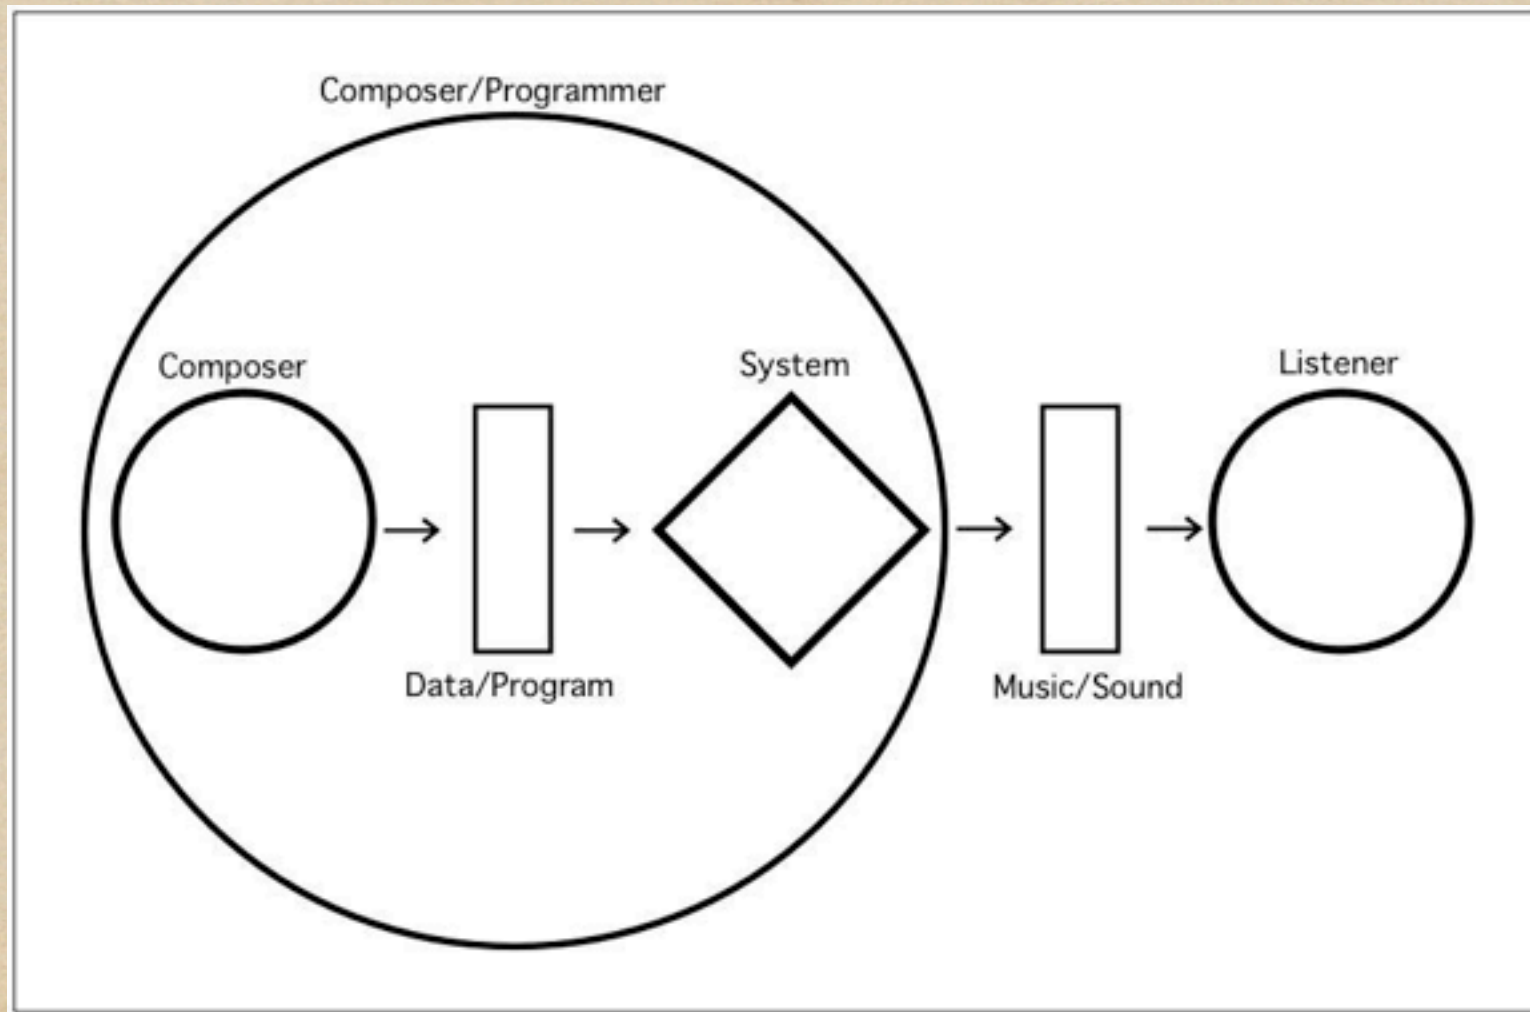 Composer/Programmer
Composer
System
Listener
Data/Program
Music/Sound